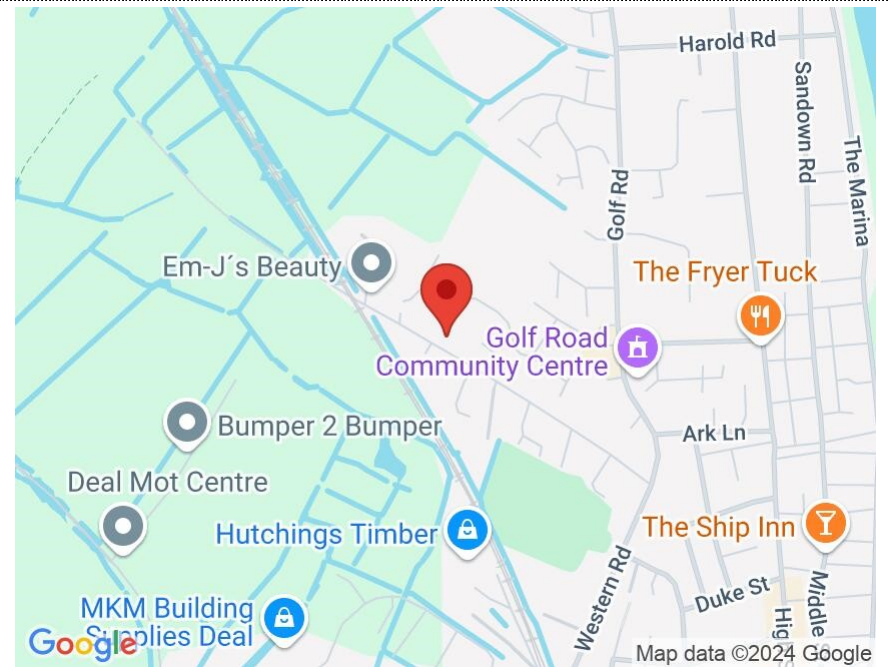 Harold Rd
Sandown Rd
The Marina
Golf Rd
Em-J´s Beauty
The Fryer Tuck
Golf Road
Community Centre
Bumper 2 Bumper
Ark Ln
Deal Mot Centre
Hutchings Timber
The Ship Inn
Western Rd
Duke St
Middle
Hig
MKM Building
Supplies Deal
Google
Map data ©2024 Google